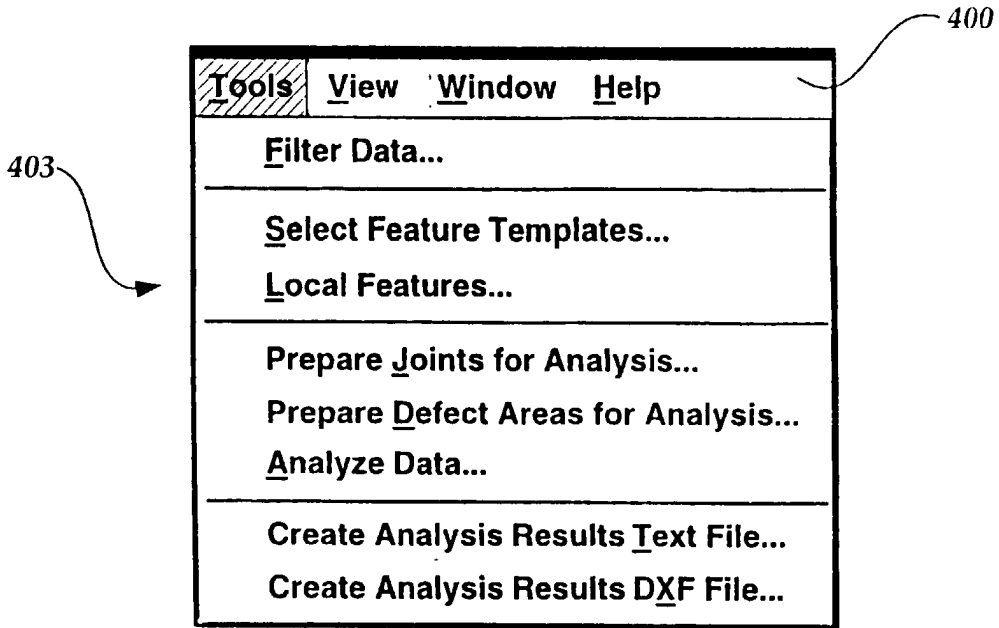 400
Tools View Window Help
Filter Data...
403
Select Feature Templates...
Local Features...
Prepare Joints for Analysis...
Prepare Defect Areas for Analysis...
Analyze Data...
Create Analysis Results Text File...
Create Analysis Results DXF File...